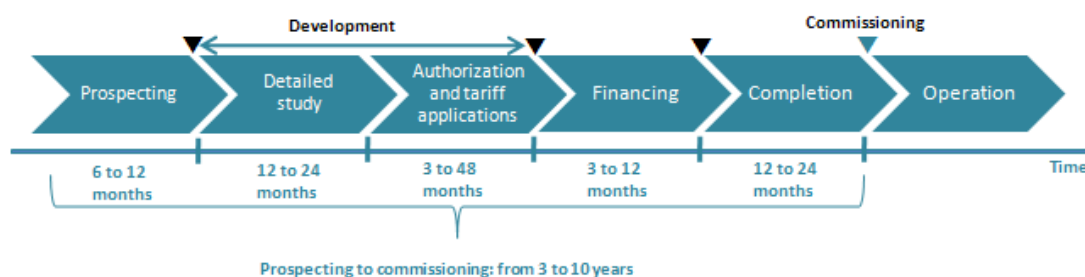 Development
Commissioning
Prospecting
Detailed
study
Authorization
and tariff
applications
Financing
Completion
Operation
6 to 12
months
12 to 24
months
3 to 48
months
3 to 12
months
12 to 24
months
Time
Prospecting to commissioning: from 3 to 10 years